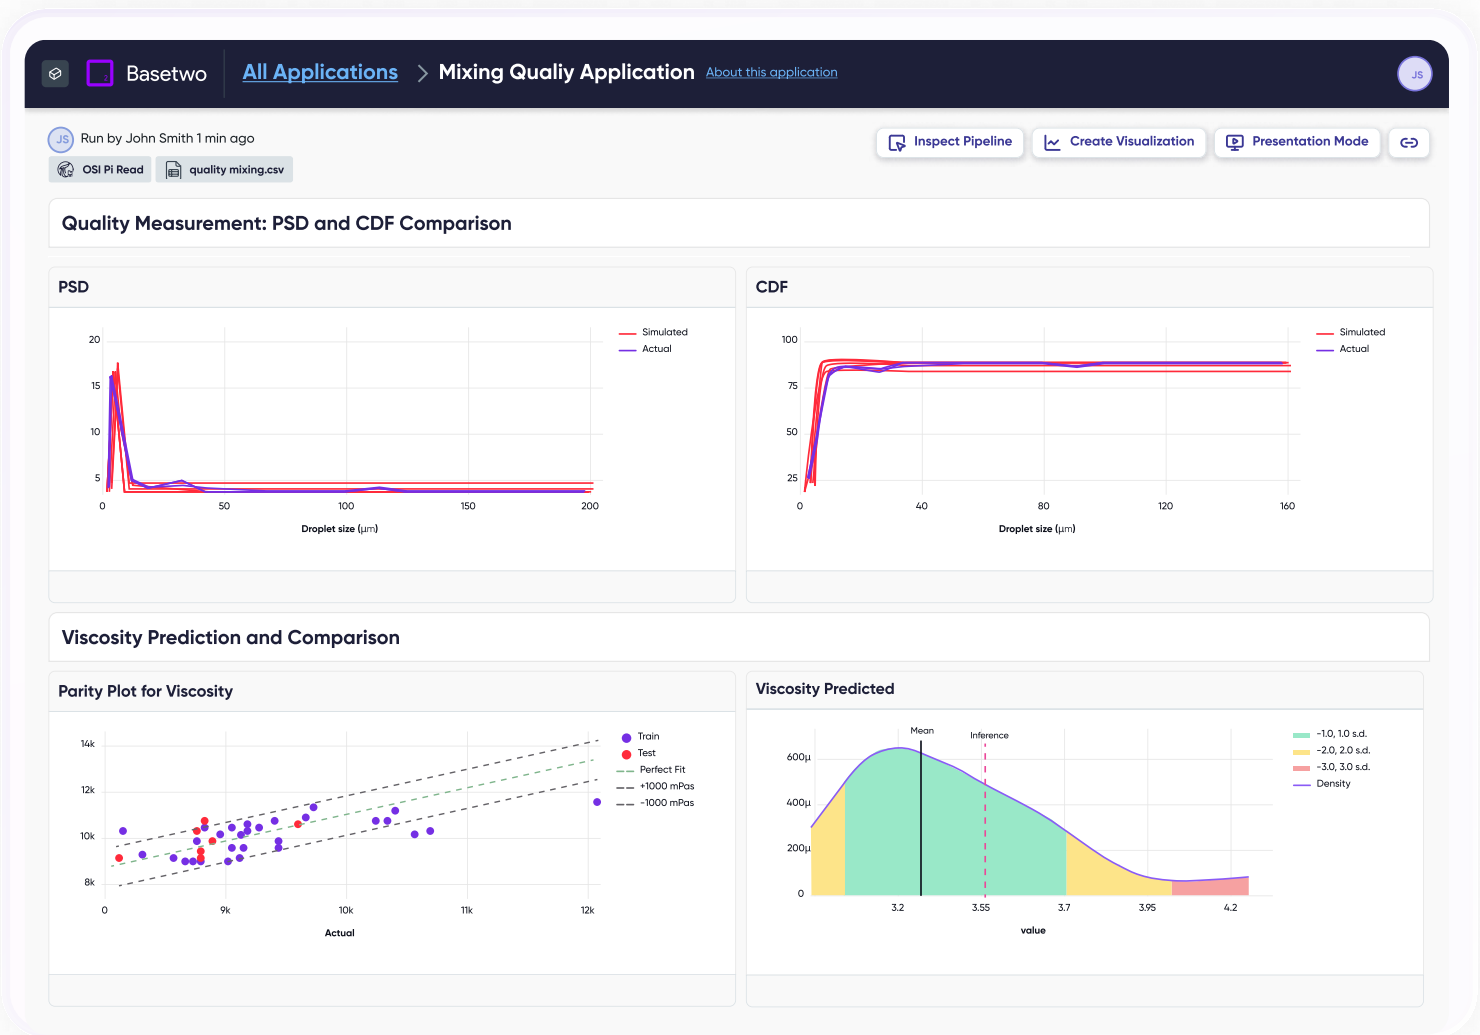 Basetwo
All Applications > Mixing Qualiy Application About this application
JS
JS Run by John Smith 1 min ago
Inspect Pipeline
Create Visualization
Presentation Mode
OSI Pi Read
quality mixing.csv
Quality Measurement: PSD and CDF Comparison
PSD
20
15
10
5
0 50 100 150 200
Droplet size (μm)
Simulated
Actual
CDF
100
75
50
25
0 40 80 120 160
Droplet size (μm)
Simulated
Actual
Viscosity Prediction and Comparison
Parity Plot for Viscosity
14k
12k
10k
8k
0 9k 10k 11k 12k
Actual
Train
Test
Perfect Fit
+1000 mPas
-1000 mPas
Viscosity Predicted
Mean
Inference
600μ
400μ
200μ
0
3.2 3.55 3.7 3.95 4.2
value
-1.0, 1.0 s.d.
-2.0, 2.0 s.d.
-3.0, 3.0 s.d.
Density